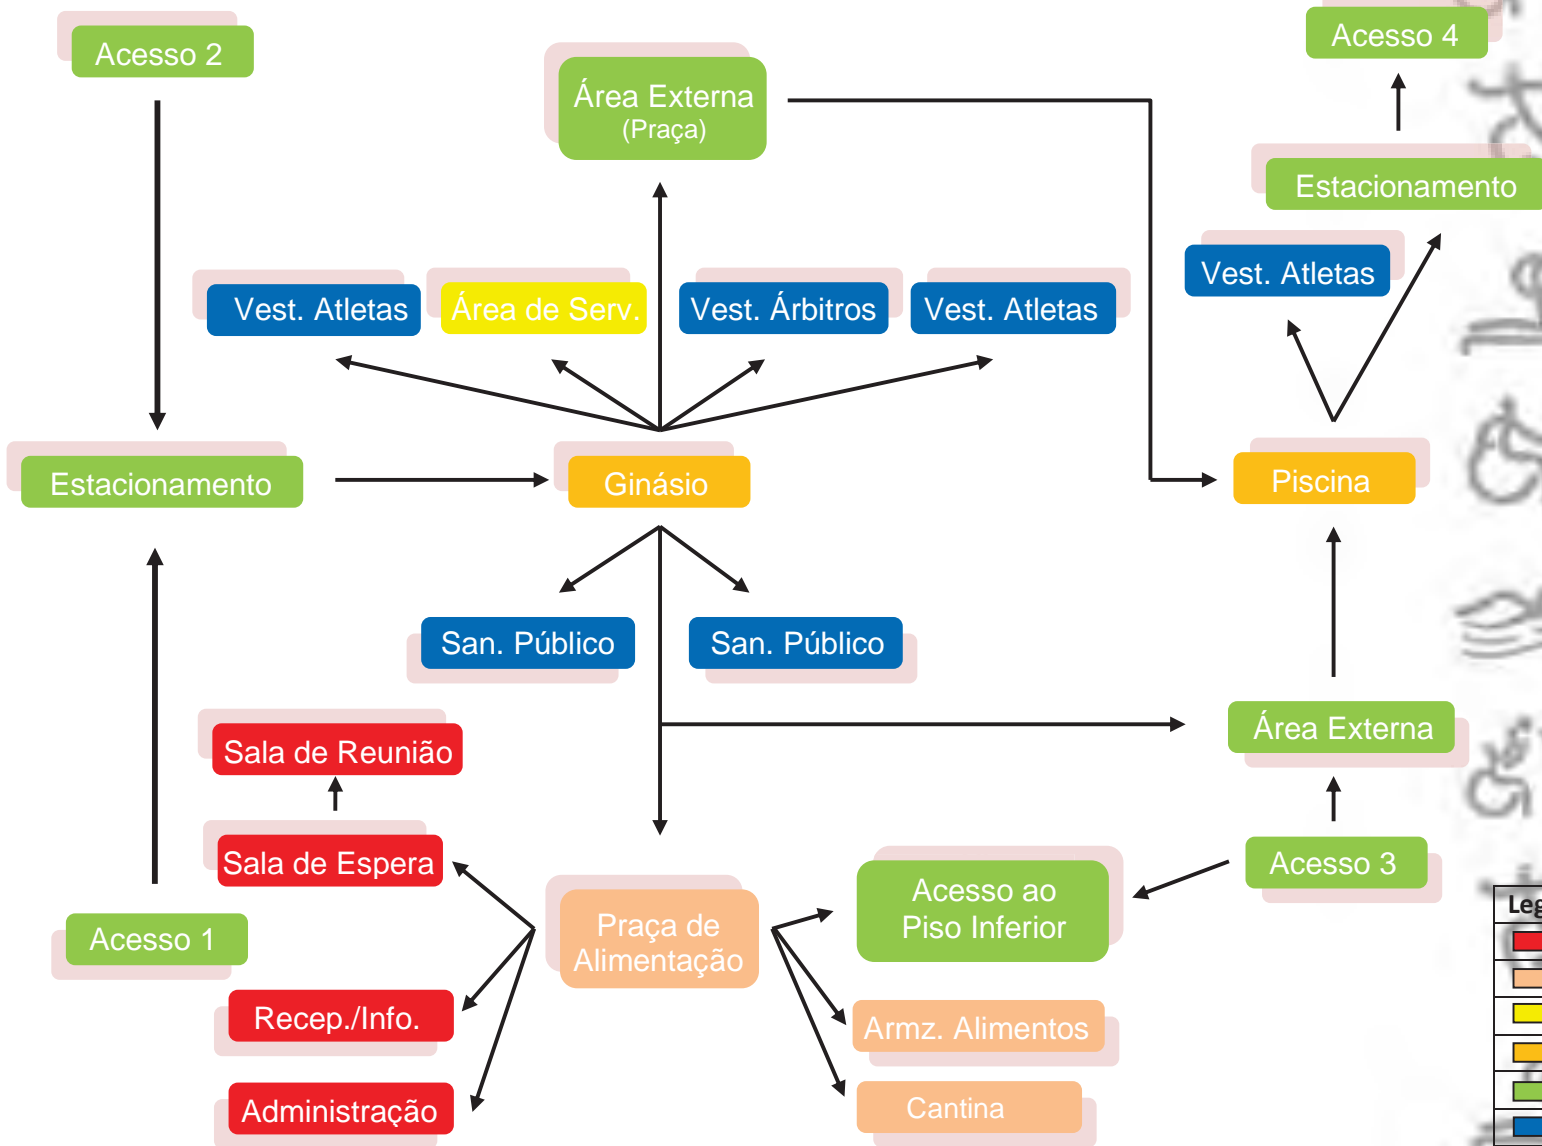 Acesso 2
Área Externa
(Praça)
Acesso 4
Estacionamento
Vest. Atletas
Área de Serv.
Vest. Árbitros
Vest. Atletas
Vest. Atletas
Estacionamento
Ginásio
Piscina
San. Público
San. Público
Sala de Reunião
Área Externa
Sala de Espera
Acesso 3
Acesso 1
Praça de
Alimentação
Acesso ao
Piso Inferior
Recep./Info.
Armz. Alimentos
Administração
Cantina